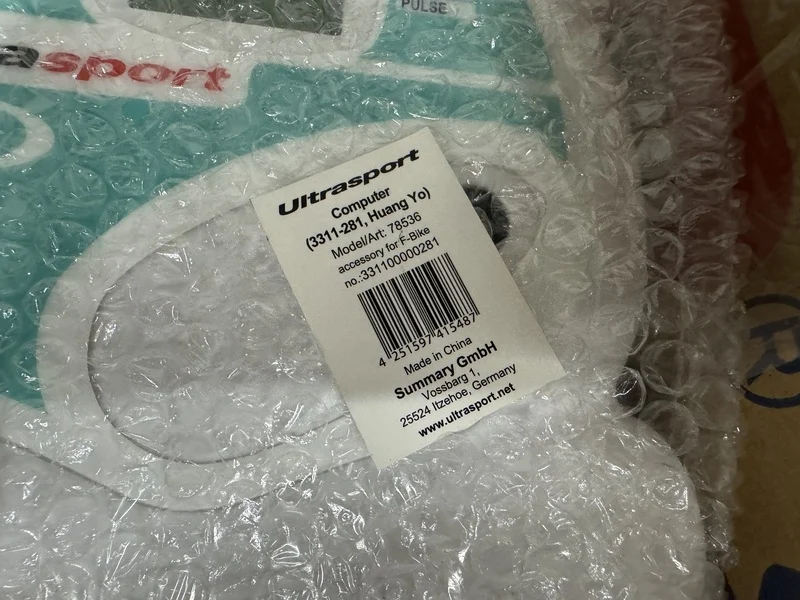 PULSE
asport
Ultrasport
Computer
(3311-281, Huang Yo)
Model/Art: 78536
accessory for F-Bike
no.:331100000281
4 251597 415487
Made in China
Summary GmbH
Vossbarg 1,
25524 Itzehoe, Germany
www.ultrasport.net
R